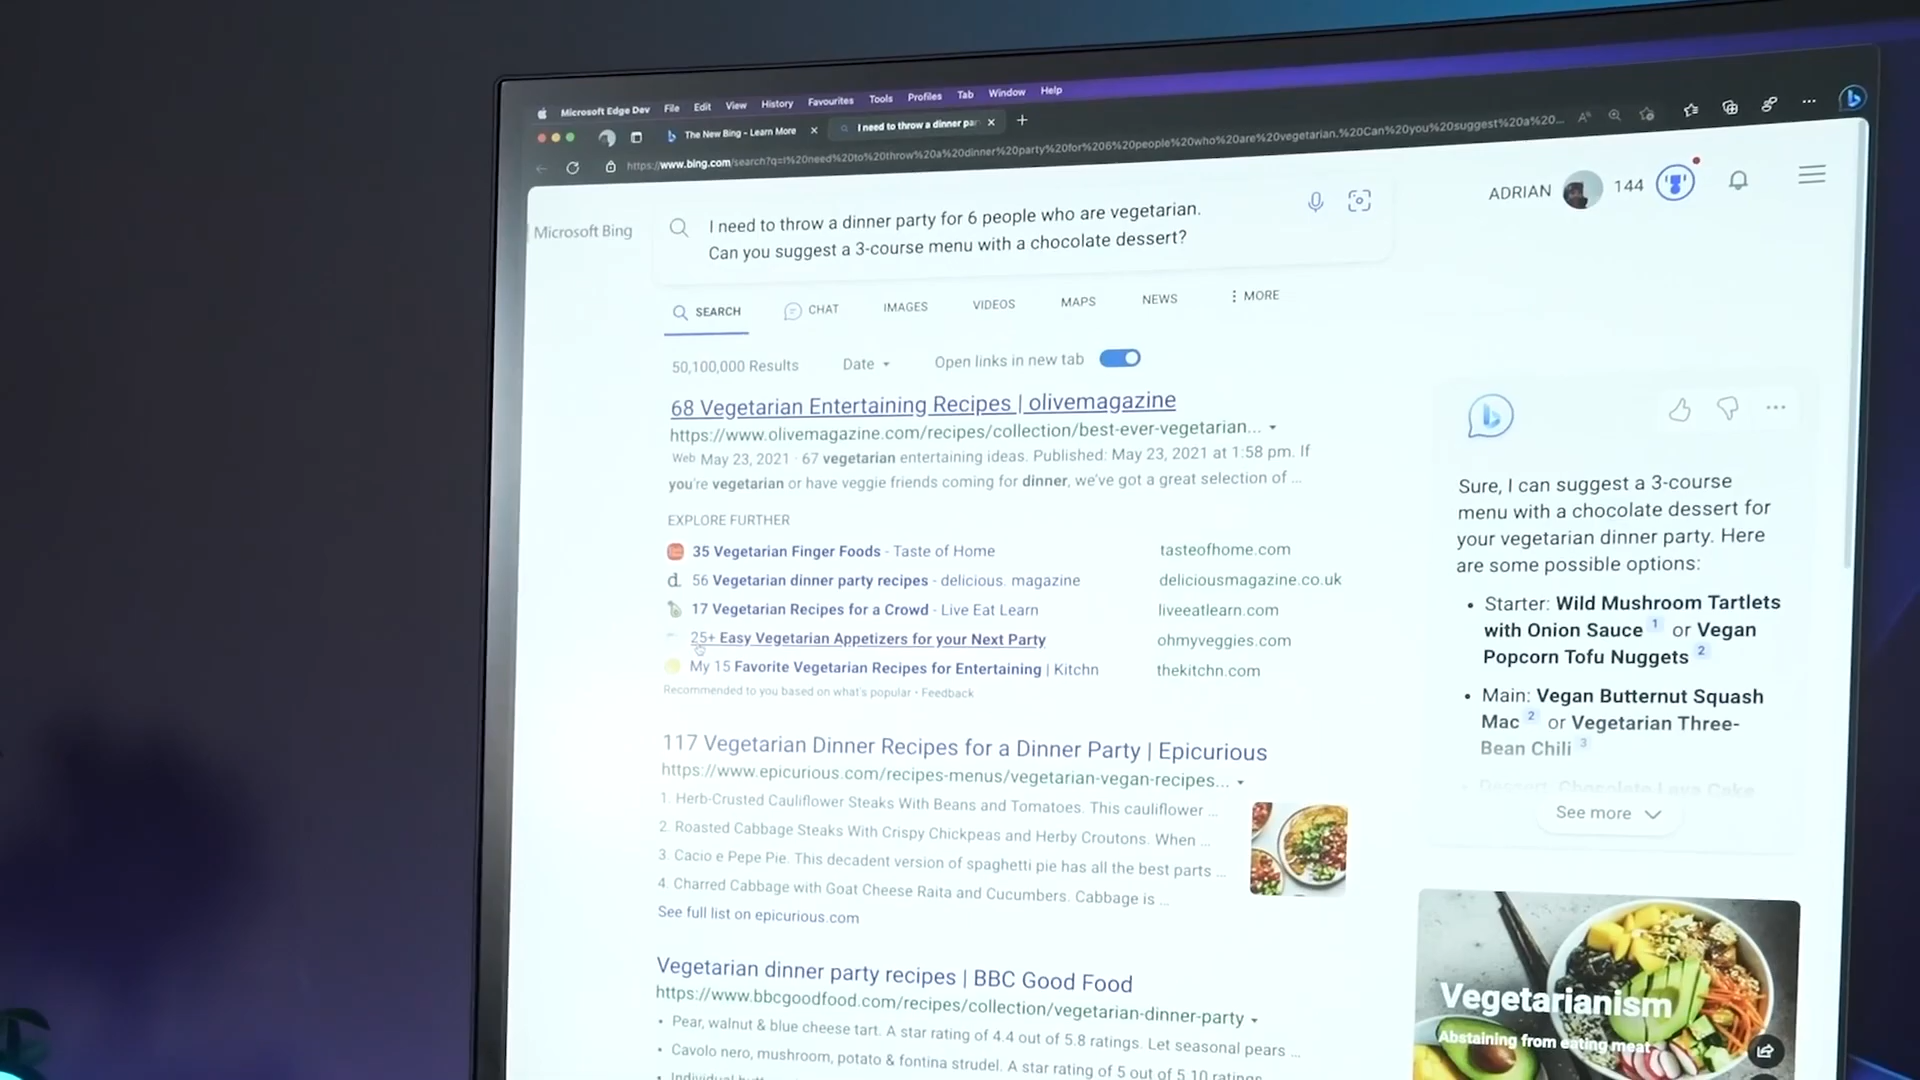 Microsoft Edge Dev File Edit View History Favourites Tools Profiles Tab Window Help
The New Bing - Learn More
I need to throw a dinner par
https://www.bing.com/search?q=I%20need%20to%20throw%20a%20dinner%20party%20for%206%20people%20who%20are%20vegetarian.%20Can%20you%20suggest%20a%20...
Microsoft Bing
I need to throw a dinner party for 6 people who are vegetarian.
Can you suggest a 3-course menu with a chocolate dessert?
ADRIAN 144
SEARCH CHAT IMAGES VIDEOS MAPS NEWS MORE
50,100,000 Results Date Open links in new tab
68 Vegetarian Entertaining Recipes | olivemagazine
https://www.olivemagazine.com/recipes/collection/best-ever-vegetarian...
Web May 23, 2021 · 67 vegetarian entertaining ideas. Published: May 23, 2021 at 1:58 pm. If
you're vegetarian or have veggie friends coming for dinner, we've got a great selection of ...
EXPLORE FURTHER
35 Vegetarian Finger Foods - Taste of Home tasteofhome.com
d. 56 Vegetarian dinner party recipes - delicious. magazine deliciousmagazine.co.uk
17 Vegetarian Recipes for a Crowd - Live Eat Learn liveeatlearn.com
25+ Easy Vegetarian Appetizers for your Next Party ohmyveggies.com
My 15 Favorite Vegetarian Recipes for Entertaining | Kitchn thekitchn.com
Recommended to you based on what's popular • Feedback
117 Vegetarian Dinner Recipes for a Dinner Party | Epicurious
https://www.epicurious.com/recipes-menus/vegetarian-vegan-recipes...
1. Herb-Crusted Cauliflower Steaks With Beans and Tomatoes. This cauliflower ...
2. Roasted Cabbage Steaks With Crispy Chickpeas and Herby Croutons. When ...
3. Cacio e Pepe Pie. This decadent version of spaghetti pie has all the best parts ...
4. Charred Cabbage with Goat Cheese Raita and Cucumbers. Cabbage is ...
See full list on epicurious.com
Vegetarian dinner party recipes | BBC Good Food
https://www.bbcgoodfood.com/recipes/collection/vegetarian-dinner-party
• Pear, walnut & blue cheese tart. A star rating of 4.4 out of 5.8 ratings. Let seasonal pears ...
• Cavolo nero, mushroom, potato & fontina strudel. A star rating of 5 out of 5.10 ratings.
Sure, I can suggest a 3-course
menu with a chocolate dessert for
your vegetarian dinner party. Here
are some possible options:
• Starter: Wild Mushroom Tartlets
with Onion Sauce 1 or Vegan
Popcorn Tofu Nuggets 2
• Main: Vegan Butternut Squash
Mac 2 or Vegetarian Three-
Bean Chili 3
• Dessert: Chocolate Lava Cake
See more
Vegetarianism
Abstaining from eating meat